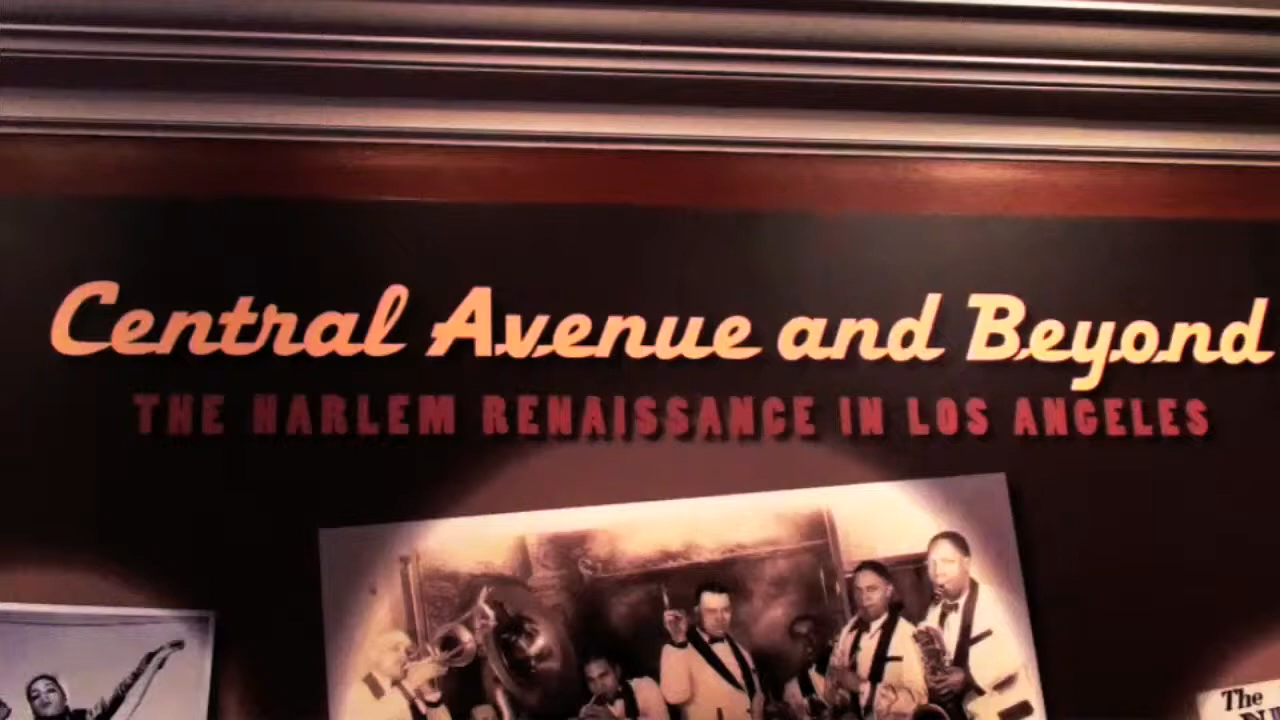 Central Avenue and Beyond
THE HARLEM RENAISSANCE IN LOS ANGELES
The